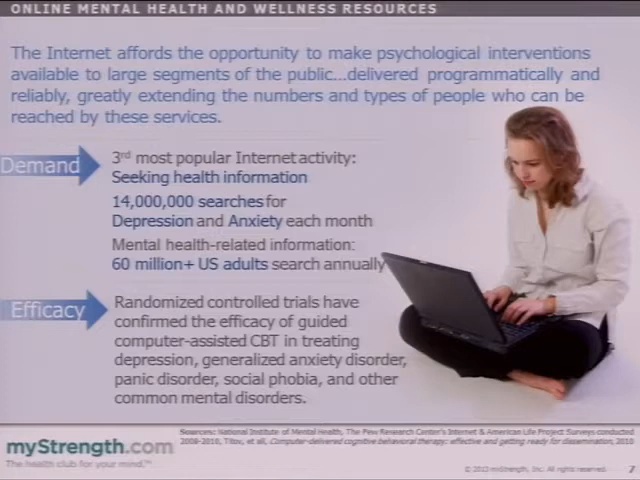 ONLINE MENTAL HEALTH AND WELLNESS RESOURCES
The Internet affords the opportunity to make psychological interventions
available to large segments of the public...delivered programmatically and
reliably, greatly extending the numbers and types of people who can be
reached by these services.
Demand
3rd most popular Internet activity:
Seeking health information
14,000,000 searches for
Depression and Anxiety each month
Mental health-related information:
60 million+ US adults search annually
Efficacy
Randomized controlled trials have
confirmed the efficacy of guided
computer-assisted CBT in treating
depression, generalized anxiety disorder,
panic disorder, social phobia, and other
common mental disorders.
Sources: National Institute of Mental Health, The Pew Research Center's Internet & American Life Project Surveys conducted
2006-2010, Titov, et all, Computer-delivered cognitive behavioral therapy: effective and getting ready for dissemination, 2010
myStrength.com
The health club for your mind.™
© 2013 myStrength, Inc. All rights reserved.
7